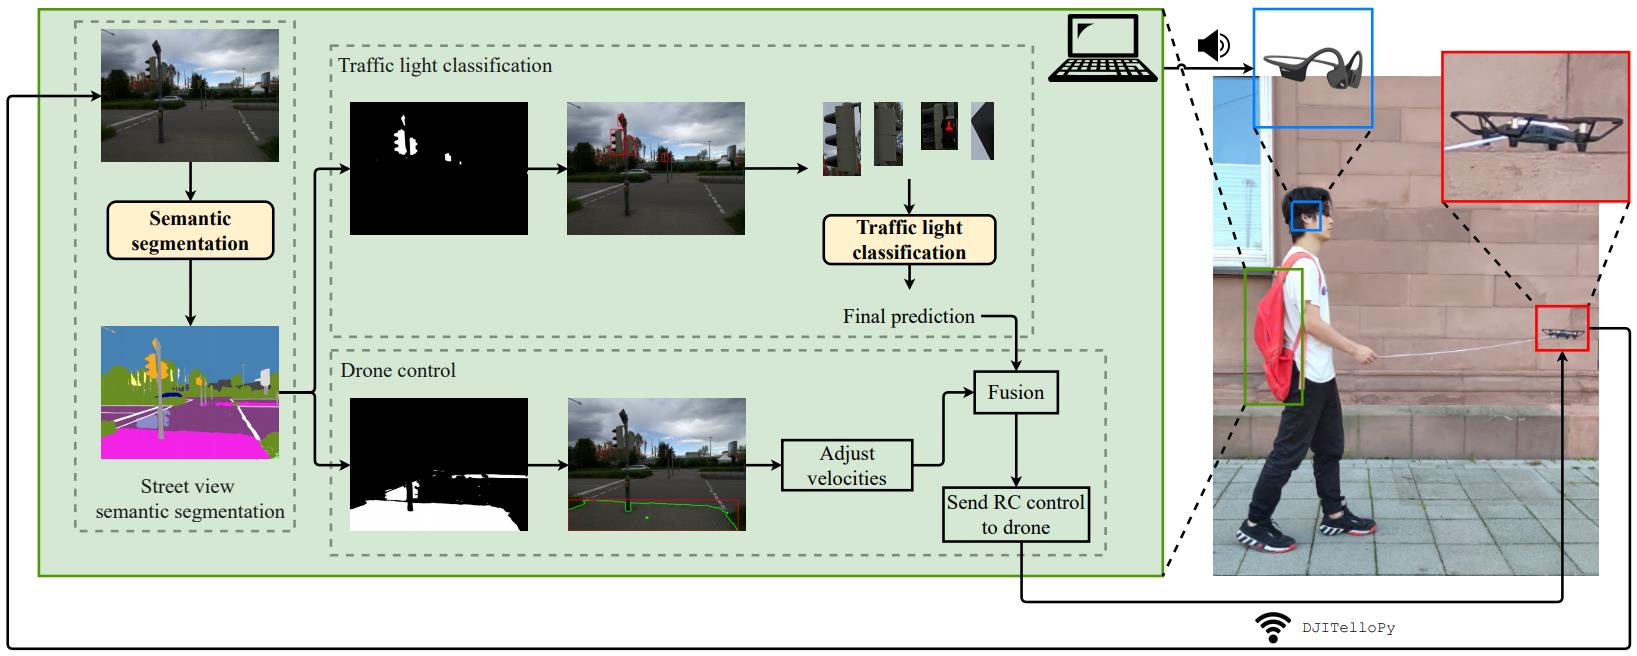 Semantic
segmentation
Street view
semantic segmentation
Traffic light classification
Traffic light
classification
Final prediction
Drone control
Adjust
velocities
Fusion
Send RC control
to drone
DJITelloPy